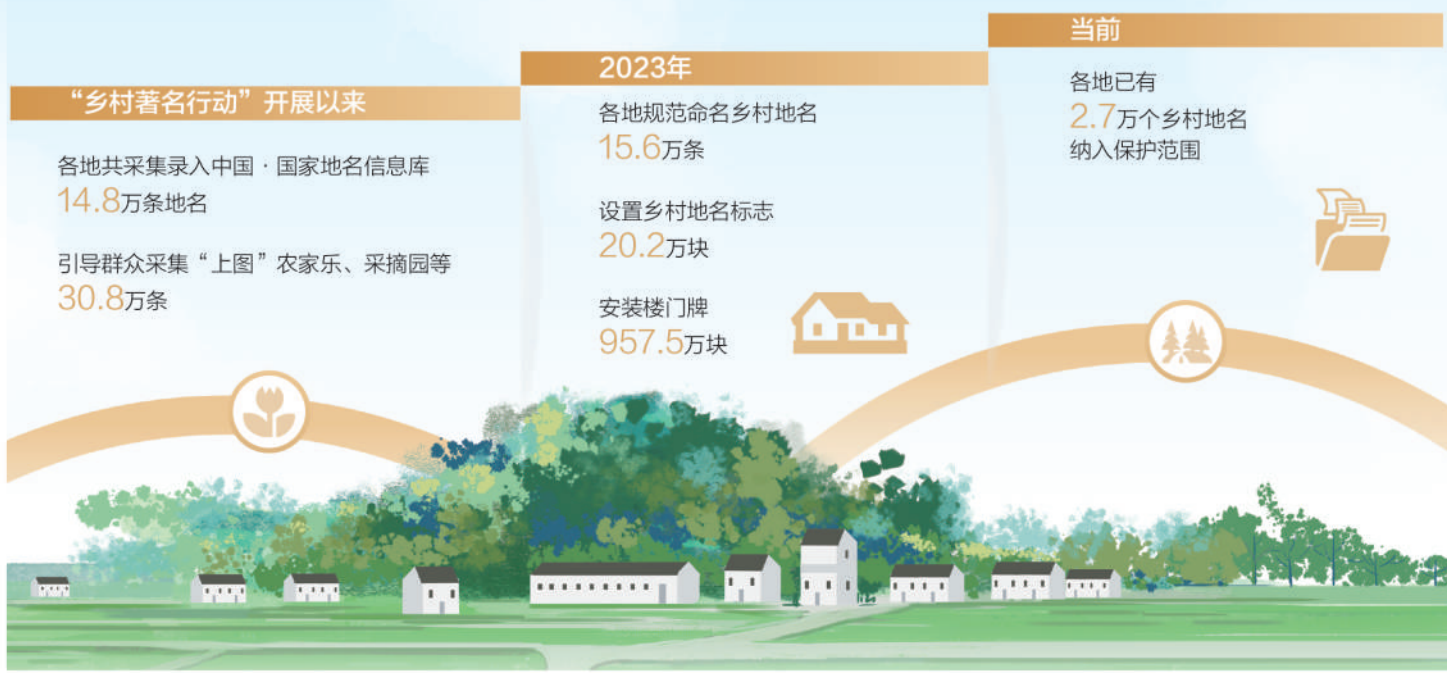 “乡村著名行动”开展以来
各地共采集录入中国·国家地名信息库
14.8万条地名
引导群众采集“上图”农家乐、采摘园等
30.8万条
2023年
各地规范命名乡村地名
15.6万条
设置乡村地名标志
20.2万块
安装楼门牌
957.5万块
当前
各地已有
2.7万个乡村地名
纳入保护范围